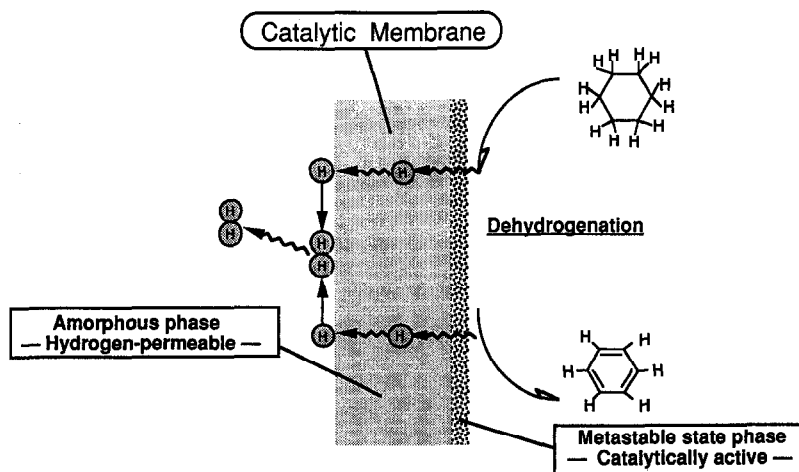 Catalytic Membrane
H H H H
H H
H H
H H H H
H H
H
H
H
H
Dehydrogenation
Amorphous phase
— Hydrogen-permeable —
H H
H H
H H
H H
Metastable state phase
— Catalytically active —